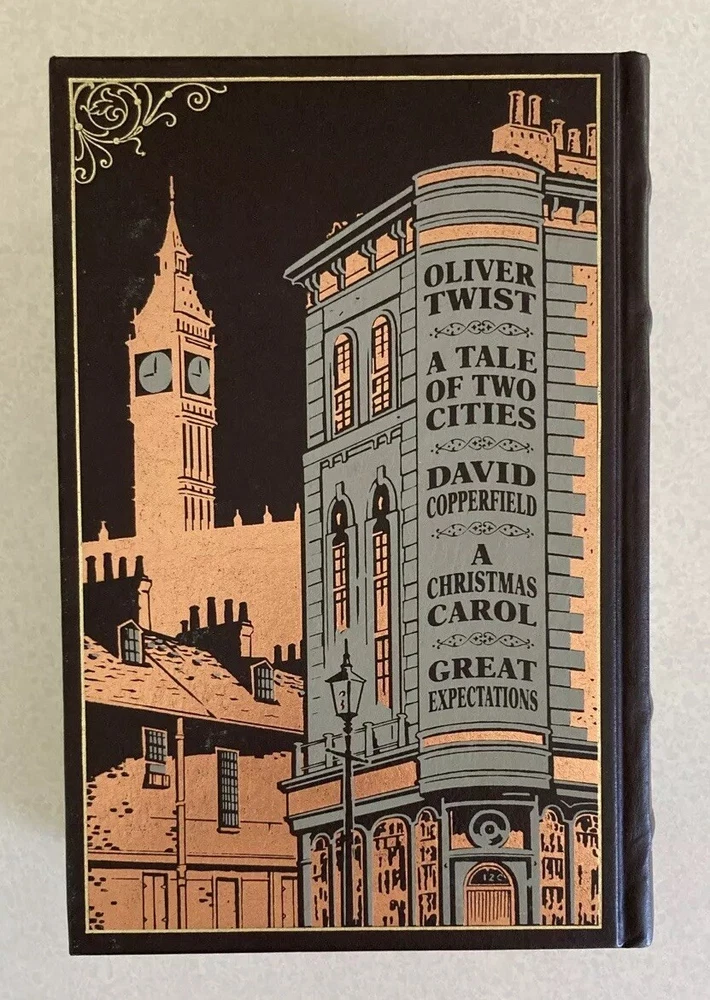 OLIVER
TWIST
A TALE
OF TWO
CITIES
DAVID
COPPERFIELD
A
CHRISTMAS
CAROL
GREAT
EXPECTATIONS